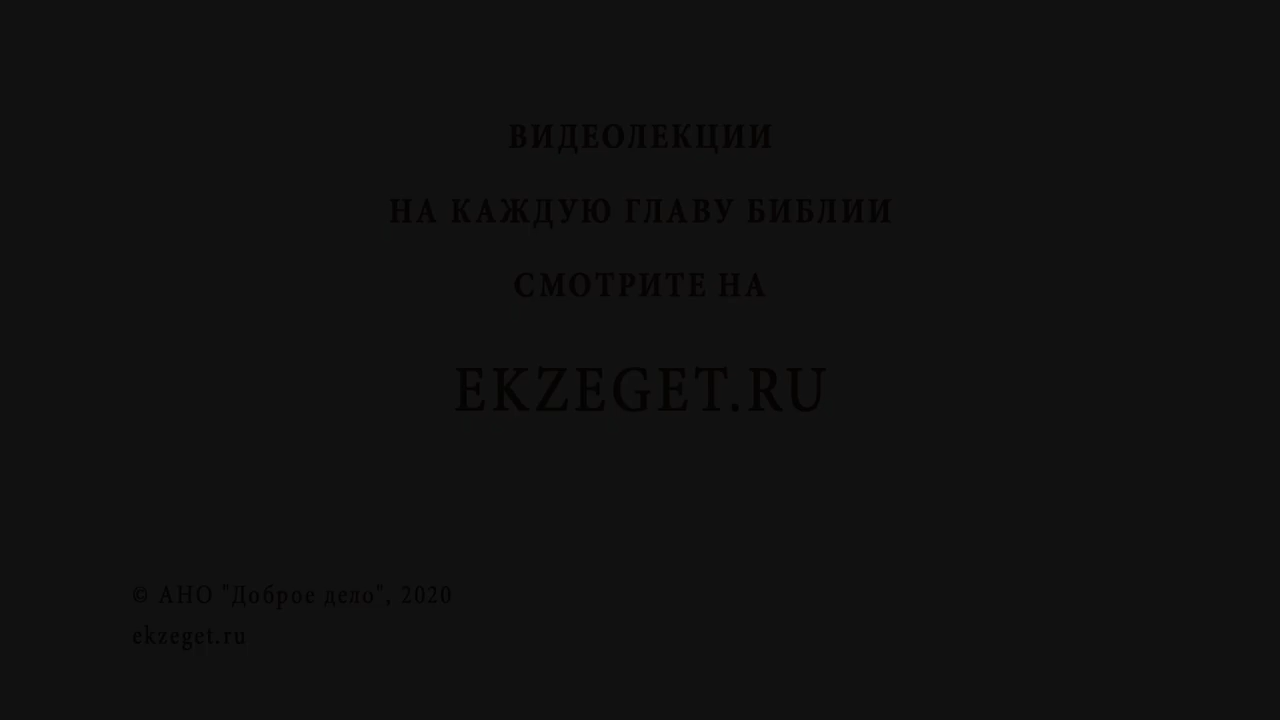 ВИДЕОЛЕКЦИИ
НА КАЖДУЮ ГЛАВУ БИБЛИИ
СМОТРИТЕ НА
EKZEGET.RU
© АНО "Доброе дело", 2020
ekzeget.ru